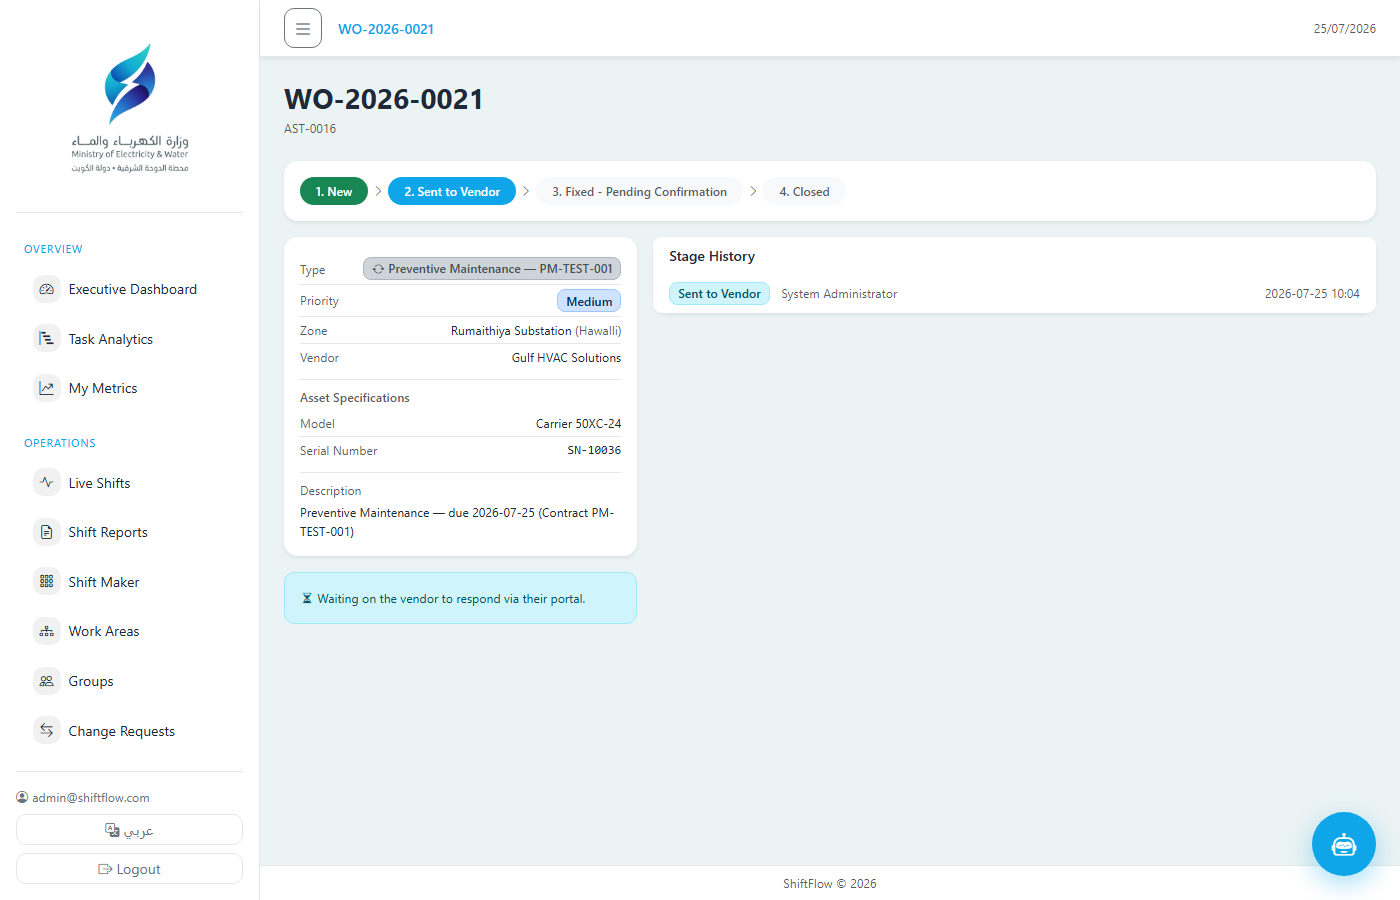 وزارة الكهرباء والماء
Ministry of Electricity & Water
محطة الدوحة الشرقية • دولة الكويت
OVERVIEW
Executive Dashboard
Task Analytics
My Metrics
OPERATIONS
Live Shifts
Shift Reports
Shift Maker
Work Areas
Groups
Change Requests
admin@shiftflow.com
عربي
Logout
WO-2026-0021
25/07/2026
WO-2026-0021
AST-0016
1. New
2. Sent to Vendor
3. Fixed - Pending Confirmation
4. Closed
Type Preventive Maintenance — PM-TEST-001
Priority Medium
Zone Rumaithiya Substation (Hawalli)
Vendor Gulf HVAC Solutions
Asset Specifications
Model Carrier 50XC-24
Serial Number SN-10036
Description
Preventive Maintenance — due 2026-07-25 (Contract PM-
TEST-001)
Waiting on the vendor to respond via their portal.
Stage History
Sent to Vendor System Administrator 2026-07-25 10:04
ShiftFlow © 2026